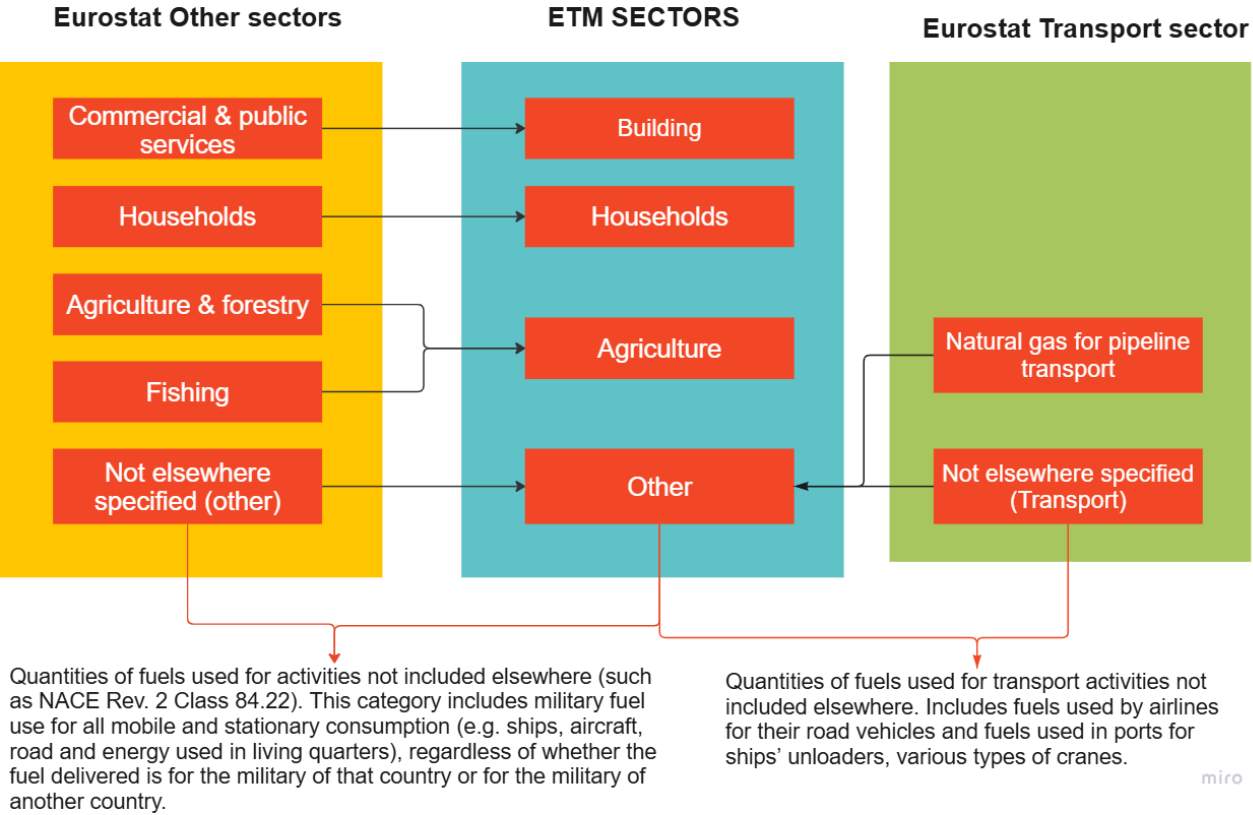 Eurostat Other sectors
ETM SECTORS
Eurostat Transport sector
Commercial & public
services
Households
Agriculture & forestry
Fishing
Not elsewhere
specified (other)
Building
Households
Agriculture
Other
Natural gas for pipeline
transport
Not elsewhere specified
(Transport)
Quantities of fuels used for activities not included elsewhere (such
as NACE Rev. 2 Class 84.22). This category includes military fuel
use for all mobile and stationary consumption (e.g. ships, aircraft,
road and energy used in living quarters), regardless of whether the
fuel delivered is for the military of that country or for the military of
another country.
Quantities of fuels used for transport activities not
included elsewhere. Includes fuels used by airlines
for their road vehicles and fuels used in ports for
ships’ unloaders, various types of cranes.
miro